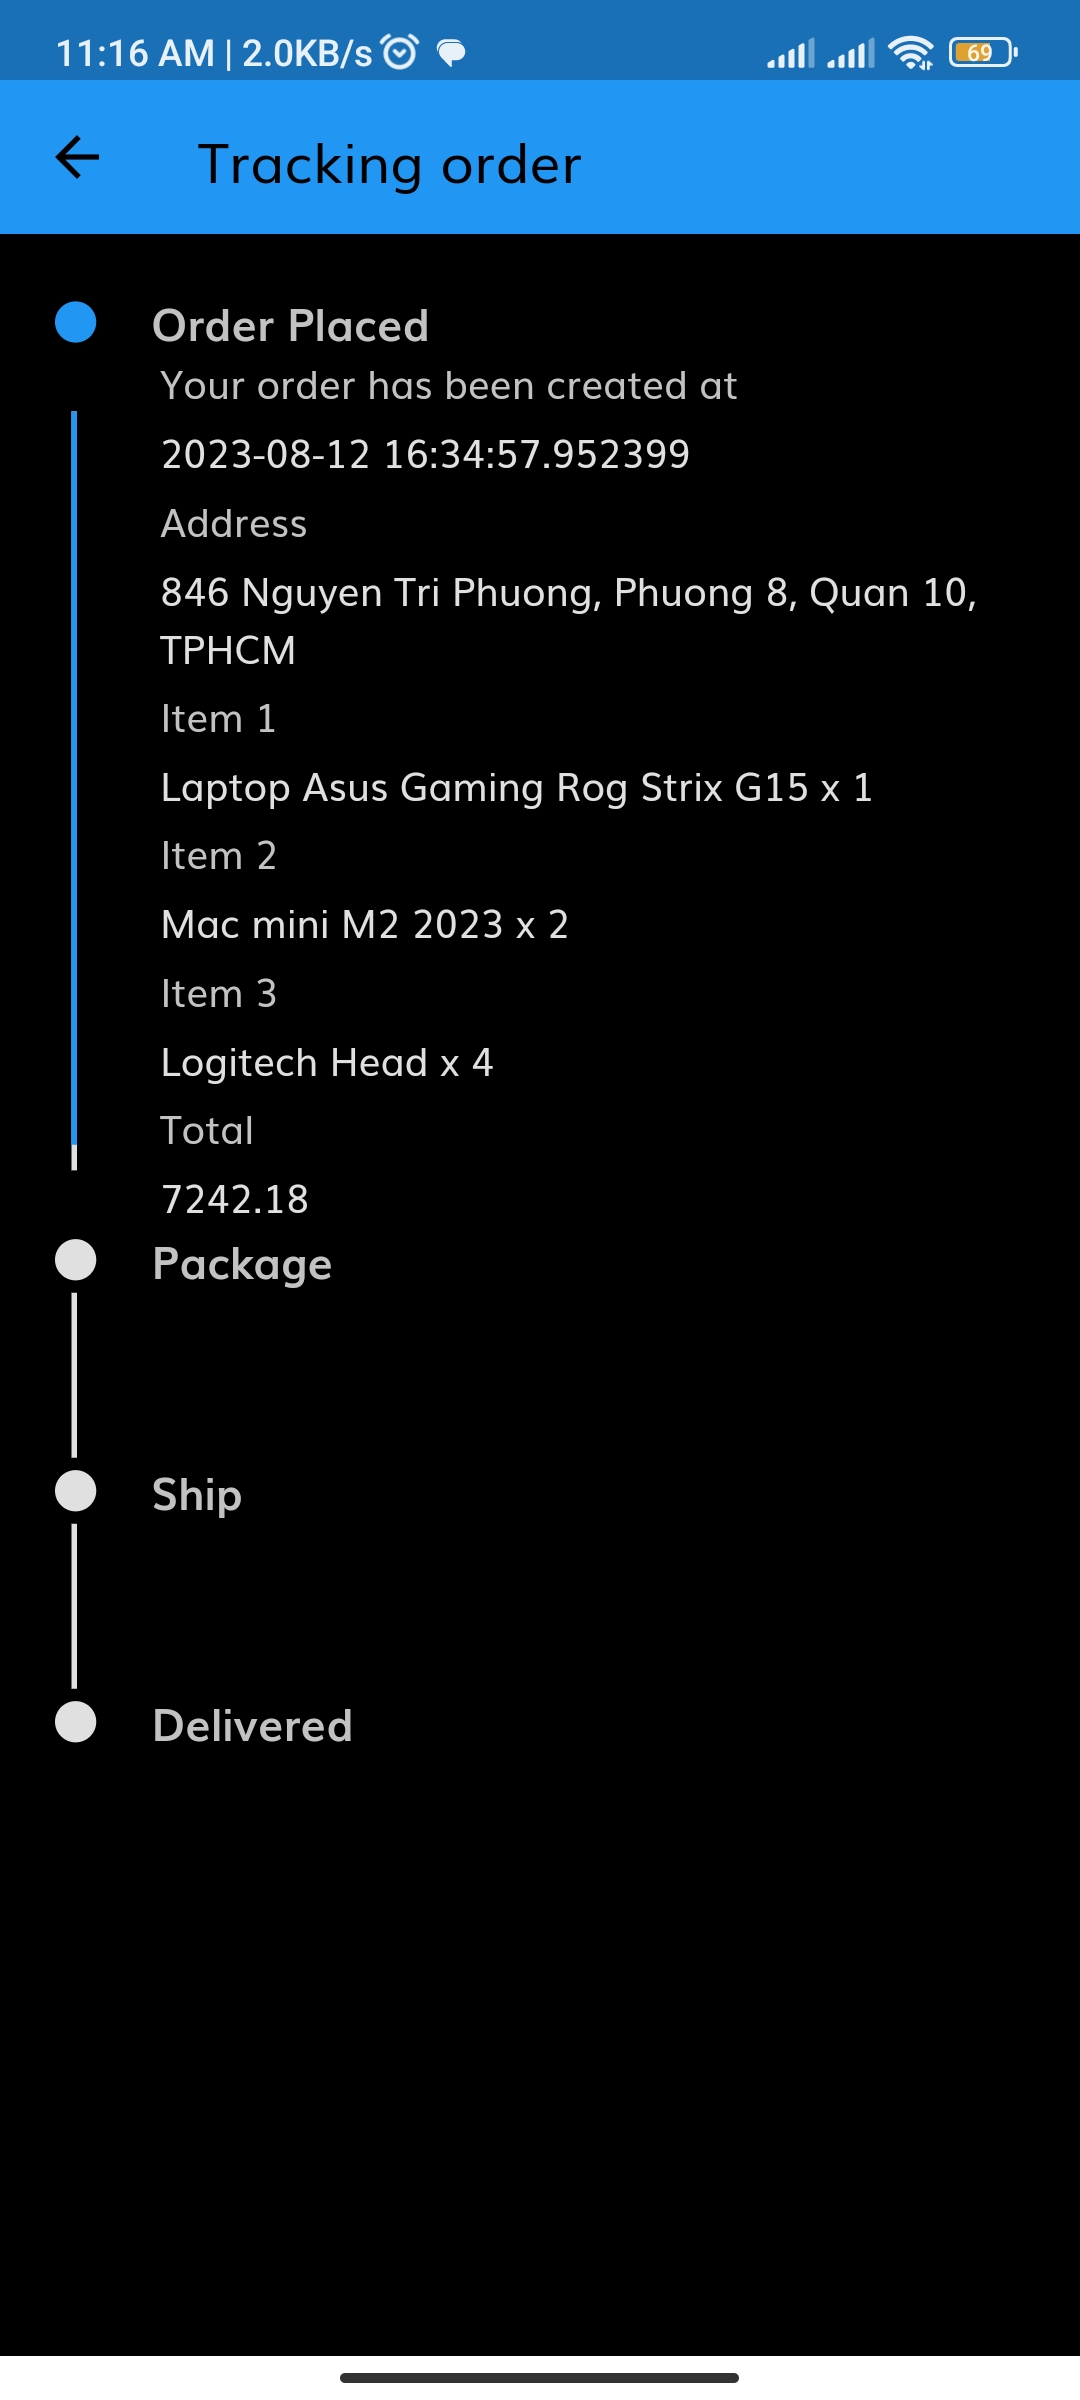 11:16 AM | 2.0KB/s
69
Tracking order
Order Placed
Your order has been created at
2023-08-12 16:34:57.952399
Address
846 Nguyen Tri Phuong, Phuong 8, Quan 10,
TPHCM
Item 1
Laptop Asus Gaming Rog Strix G15 x 1
Item 2
Mac mini M2 2023 x 2
Item 3
Logitech Head x 4
Total
7242.18
Package
Ship
Delivered